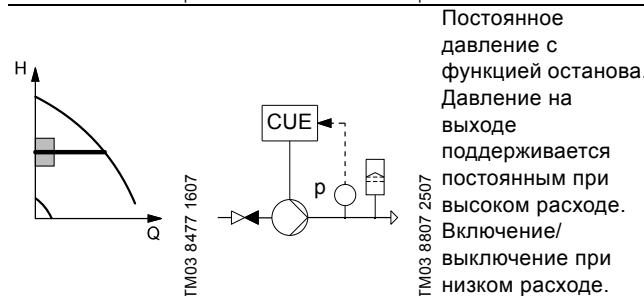 H
Q
TM03 8477 1607
CUE
p
TM03 8807 2507
Постоянное
давление с
функцией останова.
Давление на
выходе
поддерживается
постоянным при
высоком расходе.
Включение/
выключение при
низком расходе.